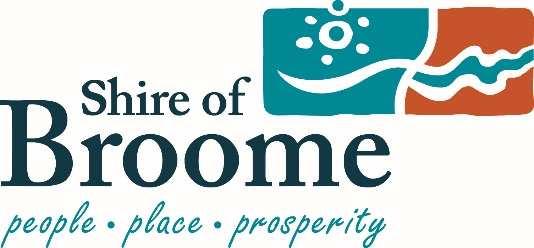 Shire of
Broome
people • place • prosperity